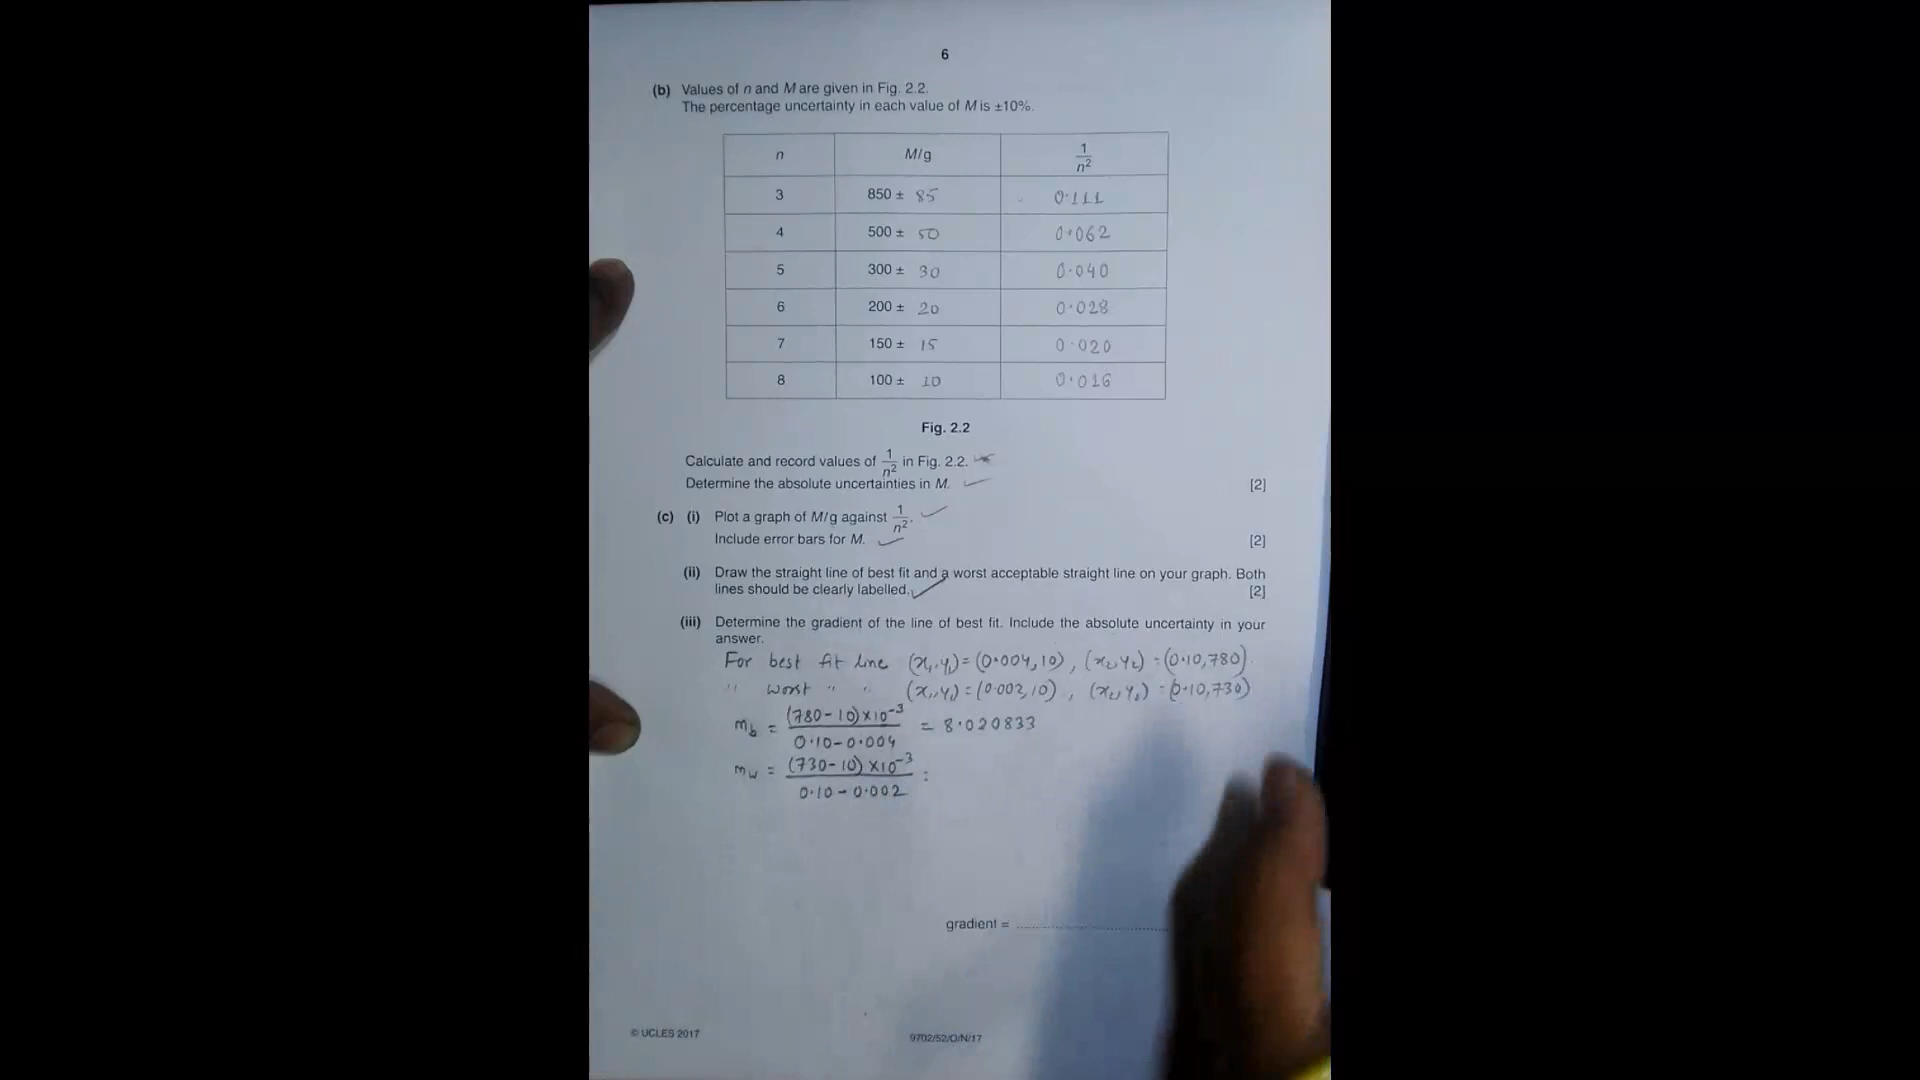 6
(b) Values of n and M are given in Fig. 2.2.
The percentage uncertainty in each value of M is ±10%.
n M/g 1/n²
3 850 ± 85 0.111
4 500 ± 50 0.062
5 300 ± 30 0.040
6 200 ± 20 0.028
7 150 ± 15 0.020
8 100 ± 10 0.016
Fig. 2.2
Calculate and record values of 1/n² in Fig. 2.2.
Determine the absolute uncertainties in M. [2]
(c) (i) Plot a graph of M/g against 1/n².
Include error bars for M. [2]
(ii) Draw the straight line of best fit and a worst acceptable straight line on your graph. Both
lines should be clearly labelled. [2]
(iii) Determine the gradient of the line of best fit. Include the absolute uncertainty in your
answer.
For best fit line (x₁,y₁)=(0.004,10), (x₂,y₂)=(0.10,780)
" worst " " (x₁,y₁)=(0.002,10), (x₂,y₂)=(0.10,730)
m_b = (780-10)×10⁻³ / 0.10-0.004 = 8.020833
m_w = (730-10)×10⁻³ / 0.10-0.002 =
gradient = ........................................
© UCLES 2017 9702/52/O/N/17